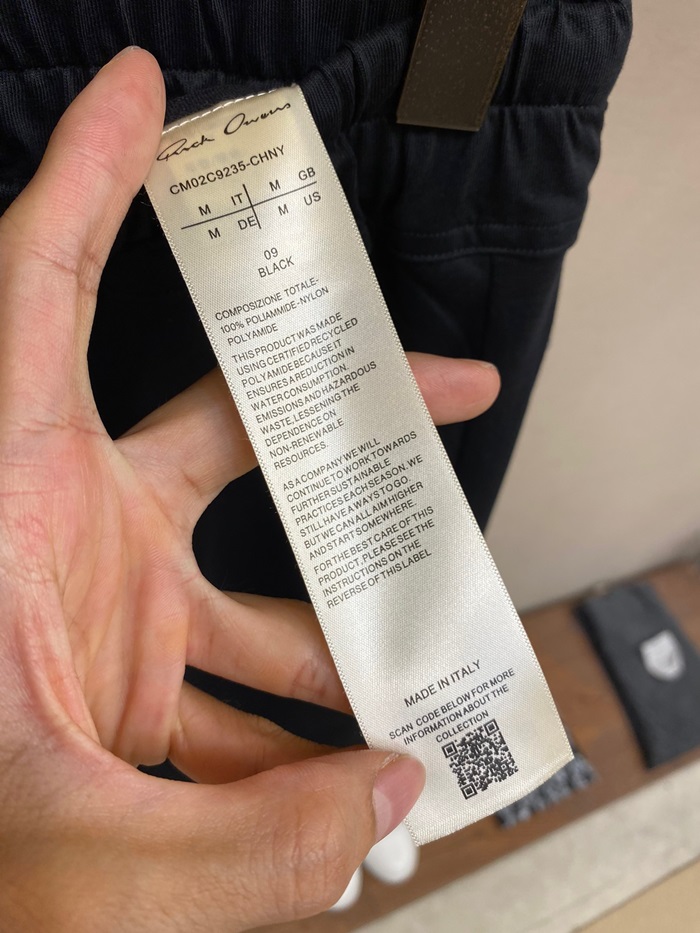 Rick Owens
CM02C9235-CHNY
M IT M GB
M DE M US
09
BLACK
COMPOSIZIONE TOTALE-
100% POLIAMMIDE-NYLON
POLYAMIDE
THIS PRODUCT WAS MADE
USING CERTIFIED RECYCLED
POLYAMIDE BECAUSE IT
ENSURES A REDUCTION IN
WATER CONSUMPTION.
EMISSIONS AND HAZARDOUS
WASTE, LESSENING THE
DEPENDENCE ON
NON-RENEWABLE
RESOURCES.
AS A COMPANY WE WILL
CONTINUE TO WORK TOWARDS
FURTHER SUSTAINABLE
PRACTICES EACH SEASON. WE
STILL HAVE A WAYS TO GO.
BUT WE CAN ALL AIM HIGHER
AND START SOMEWHERE.
FOR THE BEST CARE OF THIS
PRODUCT, PLEASE SEE THE
INSTRUCTIONS ON THE
REVERSE OF THIS LABEL
MADE IN ITALY
SCAN CODE BELOW FOR MORE
INFORMATION ABOUT THE
COLLECTION